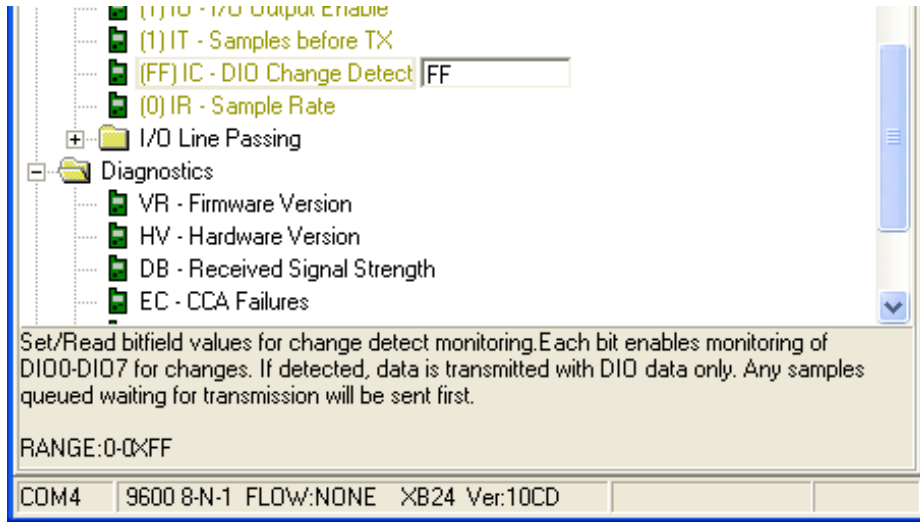 (1) IU - I/O Output Enable
(1) IT - Samples before TX
(FF) IC - DIO Change Detect FF
(0) IR - Sample Rate
I/O Line Passing
Diagnostics
VR - Firmware Version
HV - Hardware Version
DB - Received Signal Strength
EC - CCA Failures
Set/Read bitfield values for change detect monitoring.Each bit enables monitoring of
DIO0-DIO7 for changes. If detected, data is transmitted with DIO data only. Any samples
queued waiting for transmission will be sent first.
RANGE:0-0XFF
COM4 9600 8-N-1 FLOW:NONE XB24 Ver:10CD